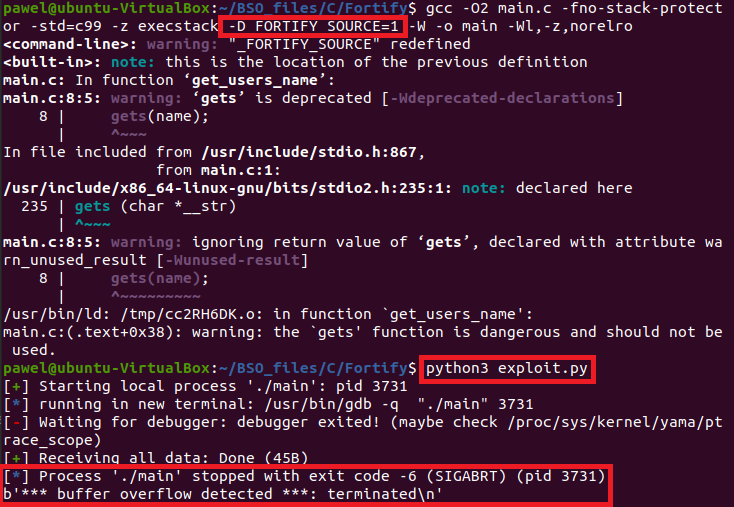 pawel@ubuntu-VirtualBox:~/BSO_files/C/Fortify$ gcc -O2 main.c -fno-stack-protect
or -std=c99 -z execstack -D_FORTIFY_SOURCE=1 -W -o main -Wl,-z,norelro
<command-line>: warning: "_FORTIFY_SOURCE" redefined
<built-in>: note: this is the location of the previous definition
main.c: In function ‘get_users_name’:
main.c:8:5: warning: ‘gets’ is deprecated [-Wdeprecated-declarations]
    8 |     gets(name);
      |     ^~~~
In file included from /usr/include/stdio.h:867,
                 from main.c:1:
/usr/include/x86_64-linux-gnu/bits/stdio2.h:235:1: note: declared here
  235 | gets (char *__str)
      | ^~~~
main.c:8:5: warning: ignoring return value of ‘gets’, declared with attribute wa
rn_unused_result [-Wunused-result]
    8 |     gets(name);
      |     ^~~~~~~~~~
/usr/bin/ld: /tmp/cc2RH6DK.o: in function `get_users_name':
main.c:(.text+0x38): warning: the `gets' function is dangerous and should not be
 used.
pawel@ubuntu-VirtualBox:~/BSO_files/C/Fortify$ python3 exploit.py
[+] Starting local process './main': pid 3731
[*] running in new terminal: /usr/bin/gdb -q  "./main" 3731
[-] Waiting for debugger: debugger exited! (maybe check /proc/sys/kernel/yama/pt
race_scope)
[+] Receiving all data: Done (45B)
[*] Process './main' stopped with exit code -6 (SIGABRT) (pid 3731)
b'*** buffer overflow detected ***: terminated\n'